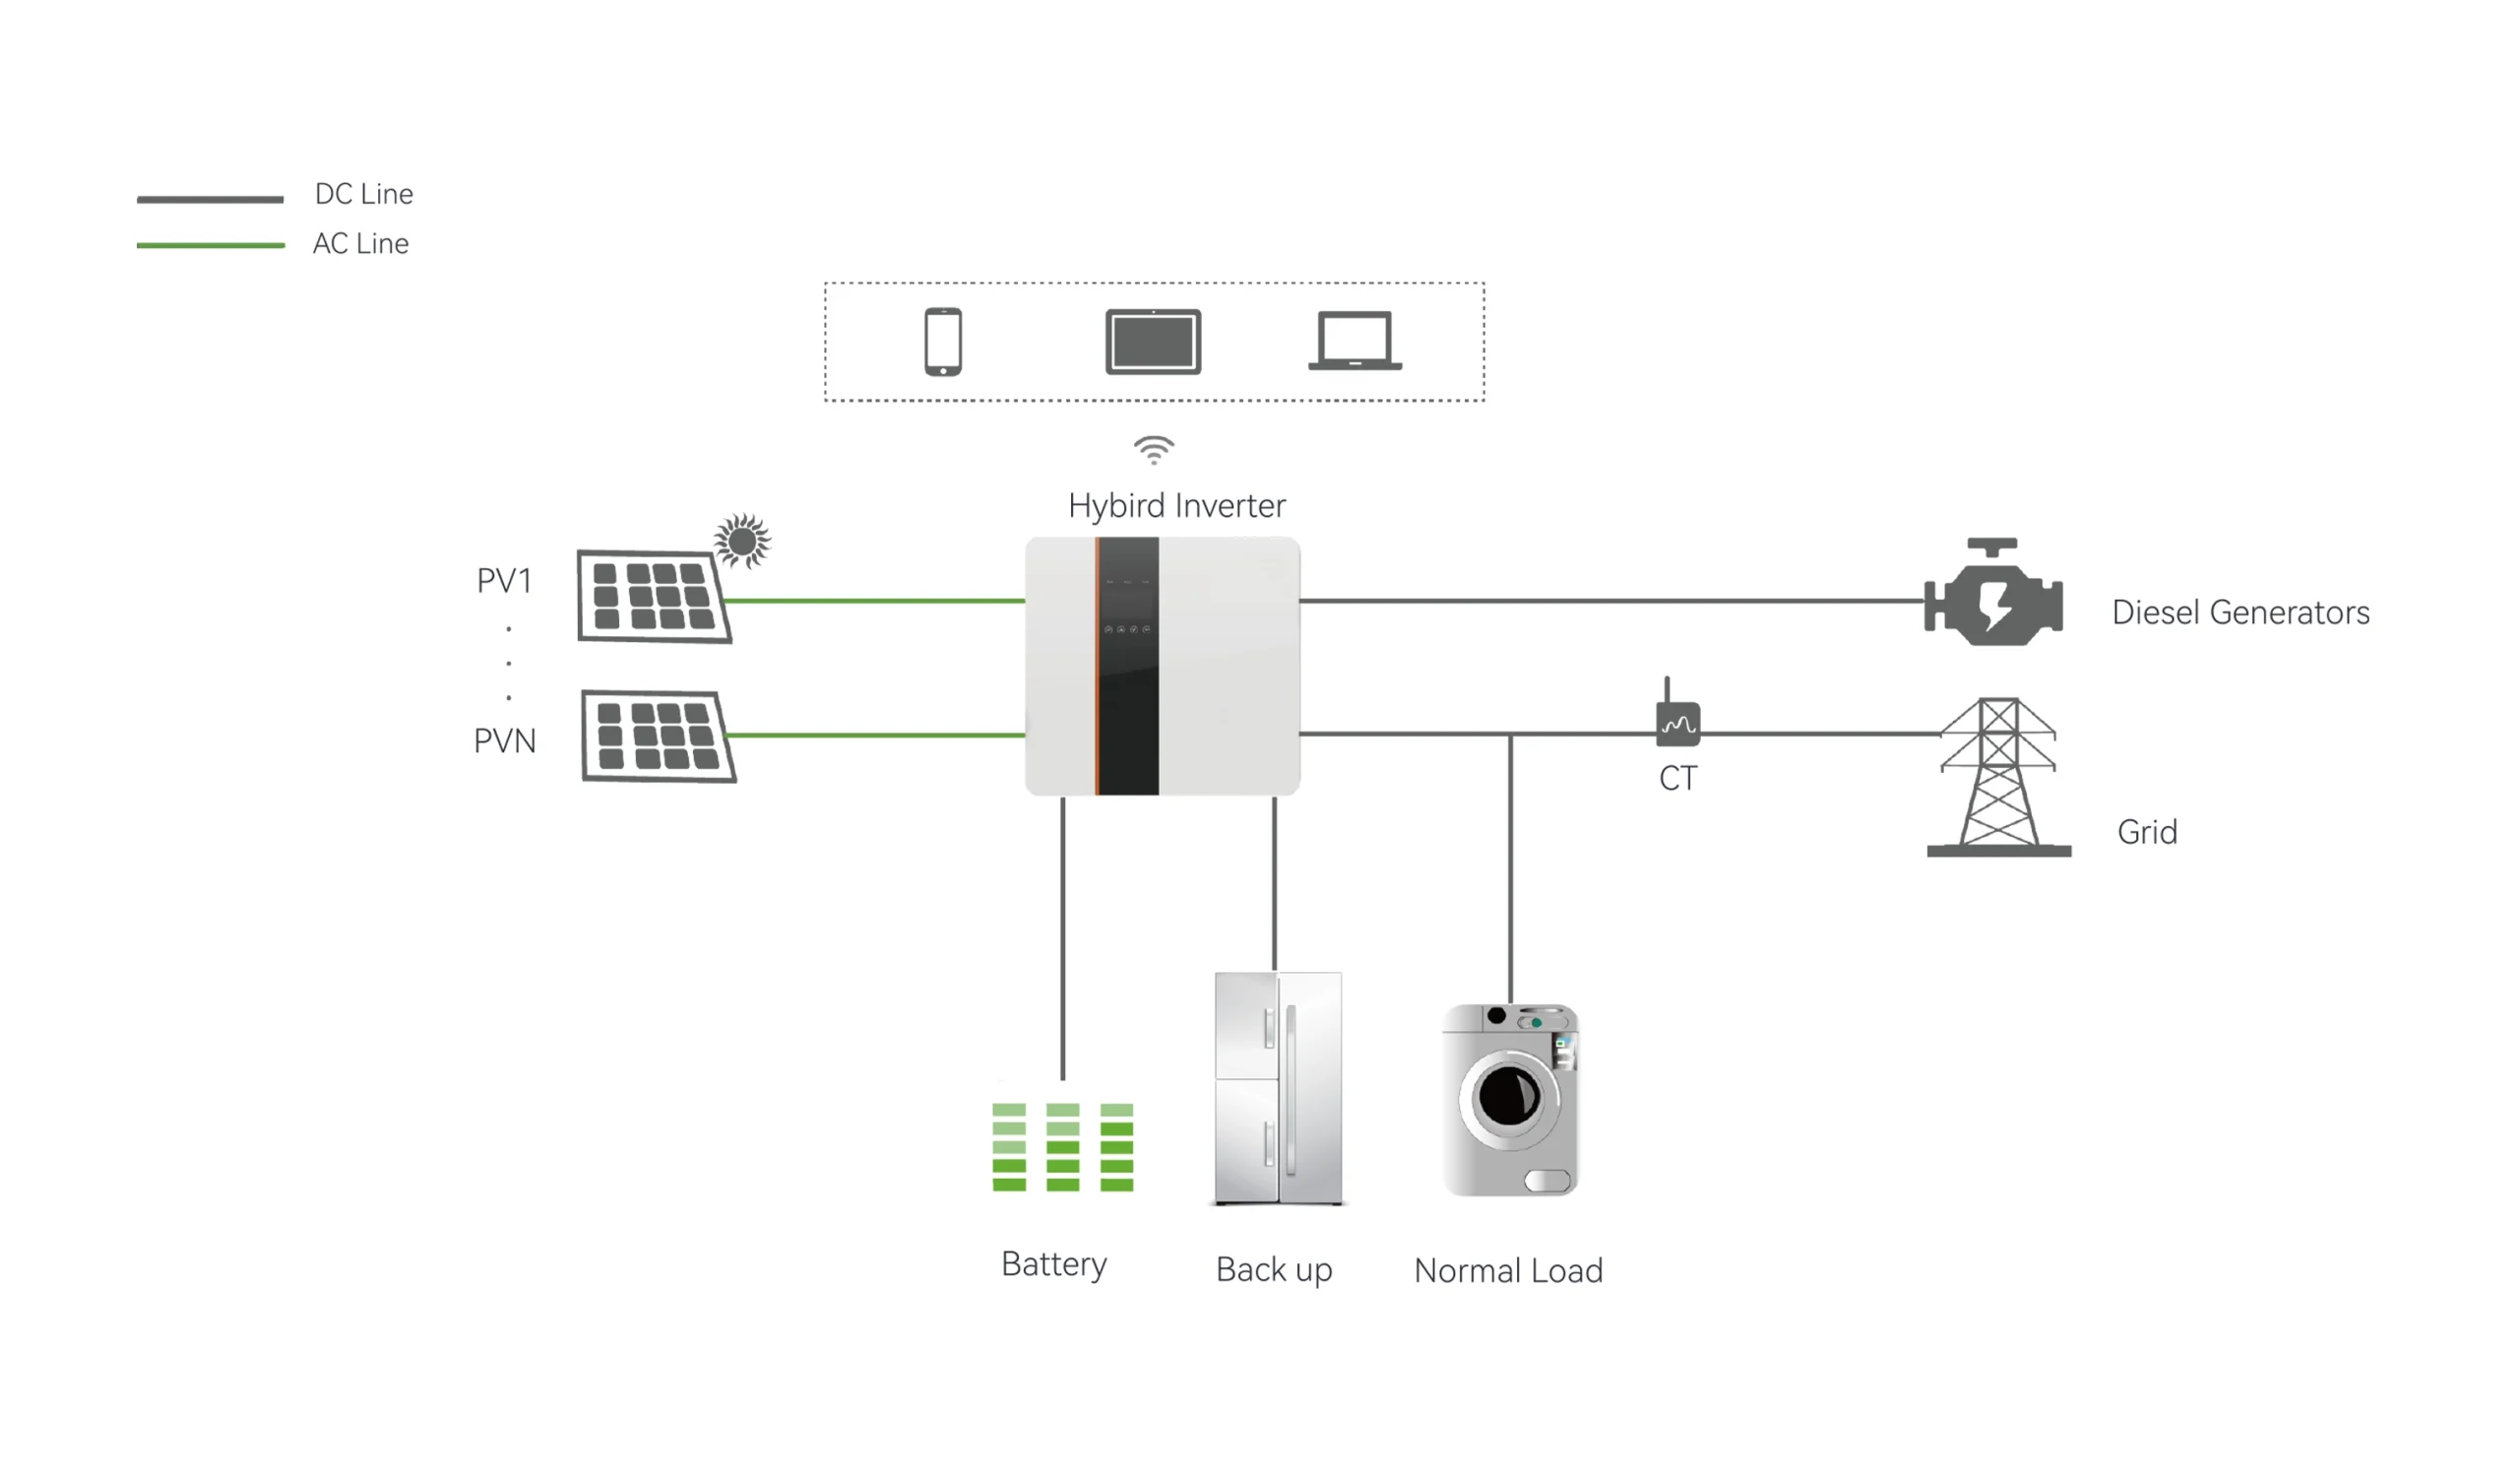 DC Line
AC Line
Hybird Inverter
PV1
PVN
Diesel Generators
CT
Grid
Battery
Back up
Normal Load